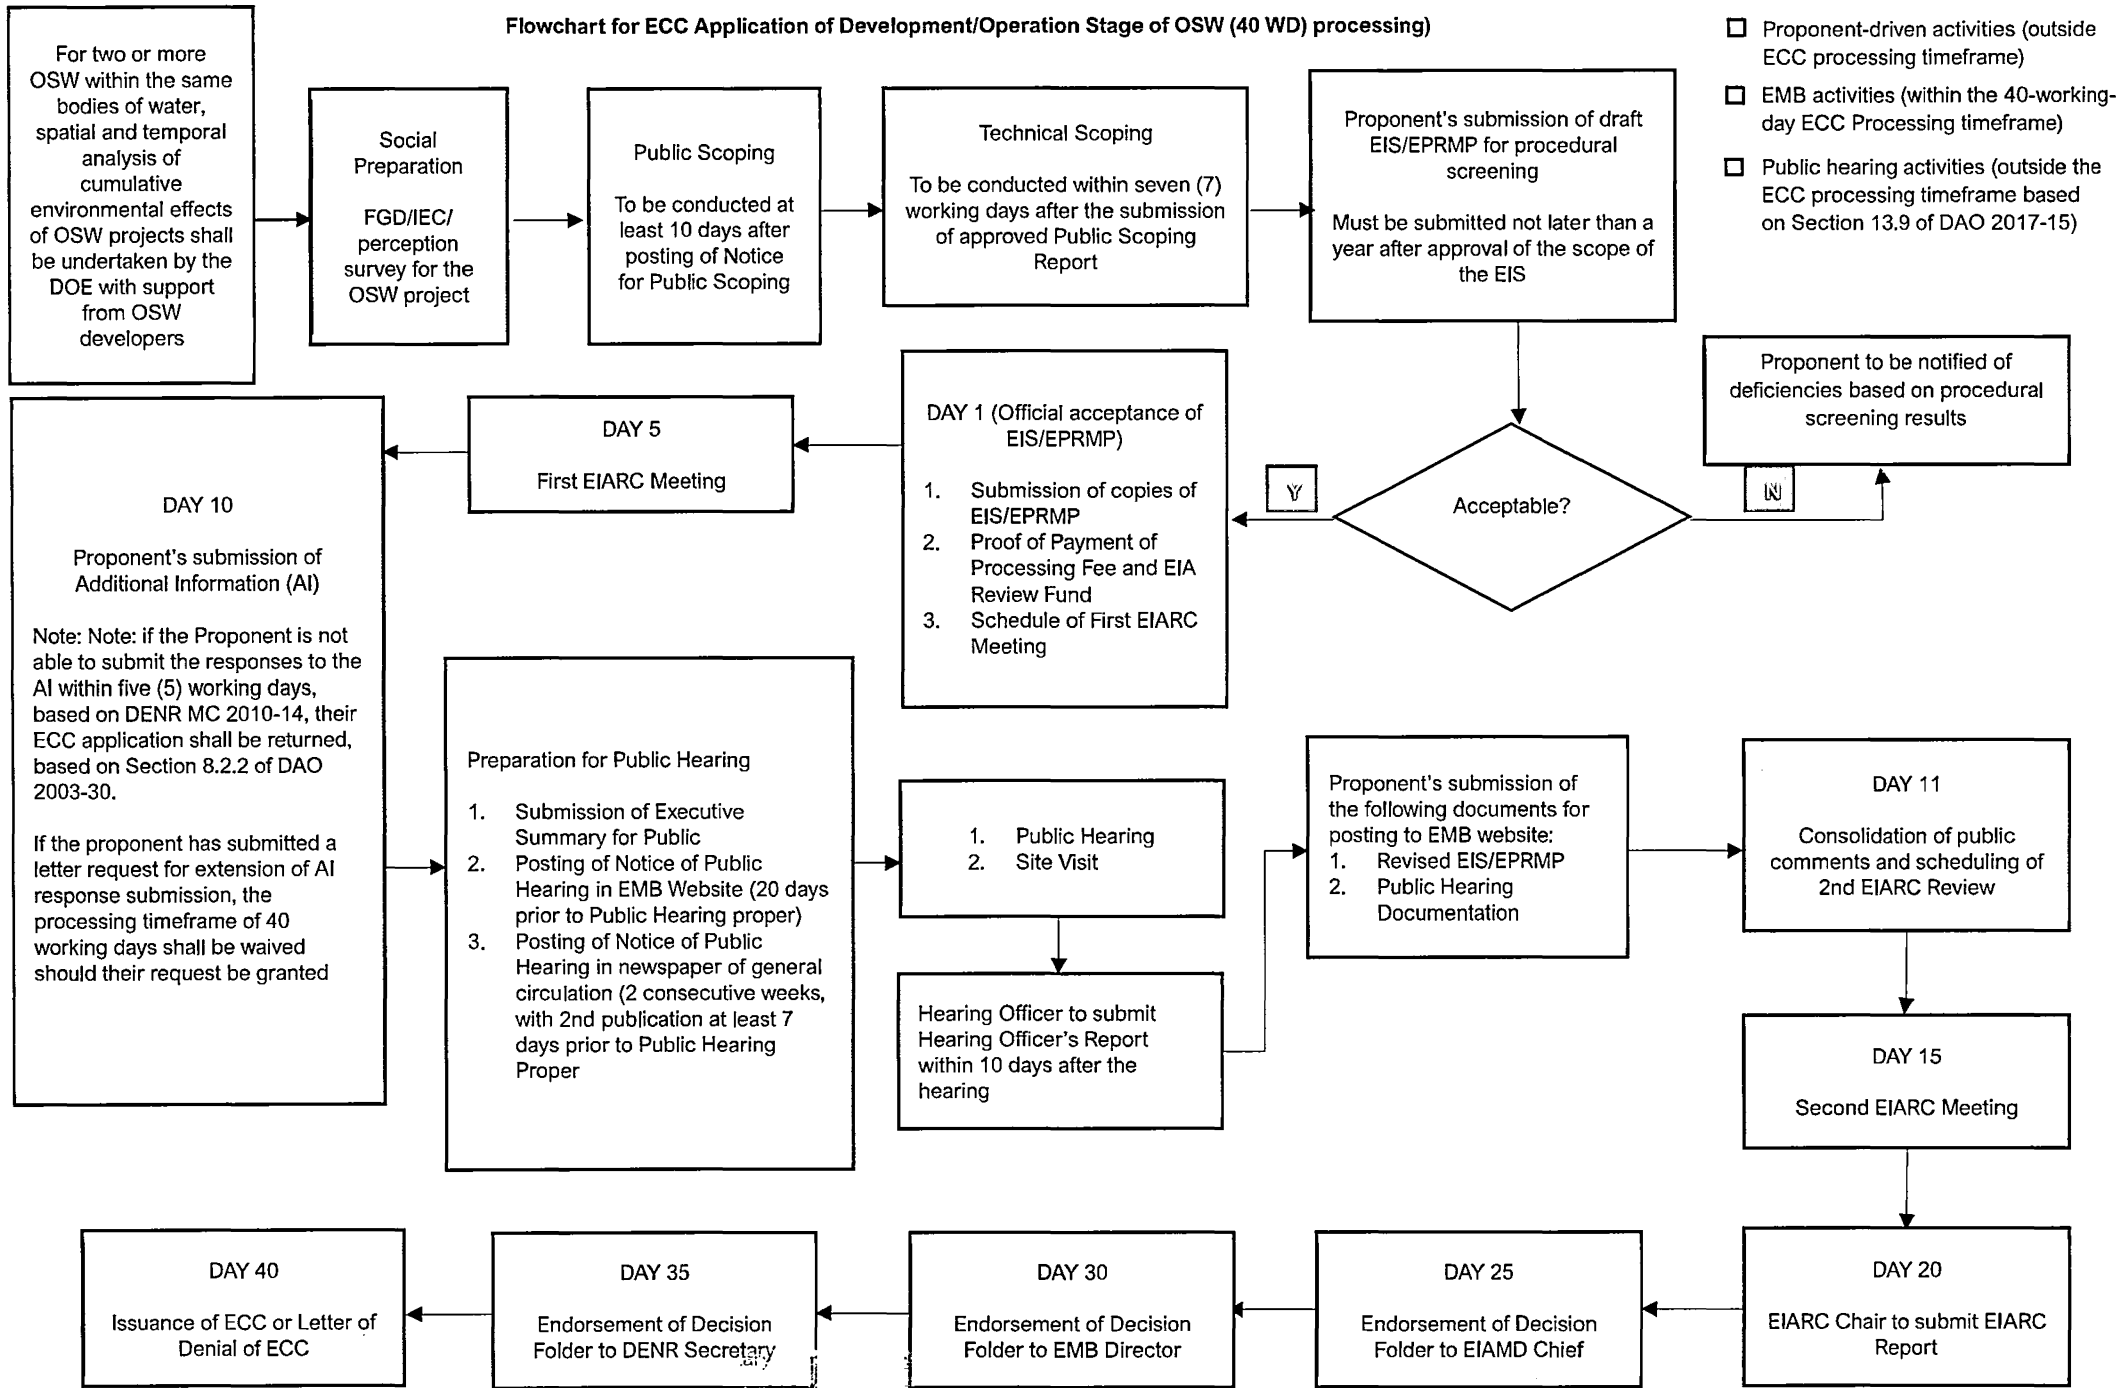 Flowchart for ECC Application of Development/Operation Stage of OSW (40 WD) processing)
Proponent-driven activities (outside
ECC processing timeframe)
EMB activities (within the 40-working-
day ECC Processing timeframe)
Public hearing activities (outside the
ECC processing timeframe based
on Section 13.9 of DAO 2017-15)
For two or more
OSW within the same
bodies of water,
spatial and temporal
analysis of
cumulative
environmental effects
of OSW projects shall
be undertaken by the
DOE with support
from OSW
developers
Social
Preparation
FGD/IEC/
perception
survey for the
OSW project
Public Scoping
To be conducted at
least 10 days after
posting of Notice
for Public Scoping
Technical Scoping
To be conducted within seven (7)
working days after the submission
of approved Public Scoping
Report
Proponent's submission of draft
EIS/EPRMP for procedural
screening
Must be submitted not later than a
year after approval of the scope of
the EIS
Acceptable?
N
Proponent to be notified of
deficiencies based on procedural
screening results
Y
DAY 1 (Official acceptance of
EIS/EPRMP)
1. Submission of copies of
EIS/EPRMP
2. Proof of Payment of
Processing Fee and EIA
Review Fund
3. Schedule of First EIARC
Meeting
DAY 5
First EIARC Meeting
DAY 10
Proponent's submission of
Additional Information (AI)
Note: Note: if the Proponent is not
able to submit the responses to the
AI within five (5) working days,
based on DENR MC 2010-14, their
ECC application shall be returned,
based on Section 8.2.2 of DAO
2003-30.
If the proponent has submitted a
letter request for extension of AI
response submission, the
processing timeframe of 40
working days shall be waived
should their request be granted
Preparation for Public Hearing
1. Submission of Executive
Summary for Public
2. Posting of Notice of Public
Hearing in EMB Website (20 days
prior to Public Hearing proper)
3. Posting of Notice of Public
Hearing in newspaper of general
circulation (2 consecutive weeks,
with 2nd publication at least 7
days prior to Public Hearing
Proper
1. Public Hearing
2. Site Visit
Hearing Officer to submit
Hearing Officer's Report
within 10 days after the
hearing
Proponent's submission of
the following documents for
posting to EMB website:
1. Revised EIS/EPRMP
2. Public Hearing
Documentation
DAY 11
Consolidation of public
comments and scheduling of
2nd EIARC Review
DAY 15
Second EIARC Meeting
DAY 20
EIARC Chair to submit EIARC
Report
DAY 25
Endorsement of Decision
Folder to EIAMD Chief
DAY 30
Endorsement of Decision
Folder to EMB Director
DAY 35
Endorsement of Decision
Folder to DENR Secretary
DAY 40
Issuance of ECC or Letter of
Denial of ECC